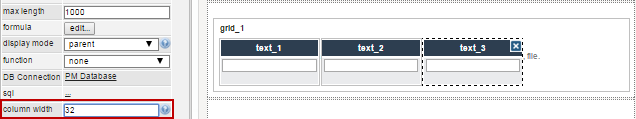 max length 1000
formula edit...
display mode parent
function none
DB Connection PM Database
sql ...
column width 32
grid_1
text_1 text_2 text_3
file.